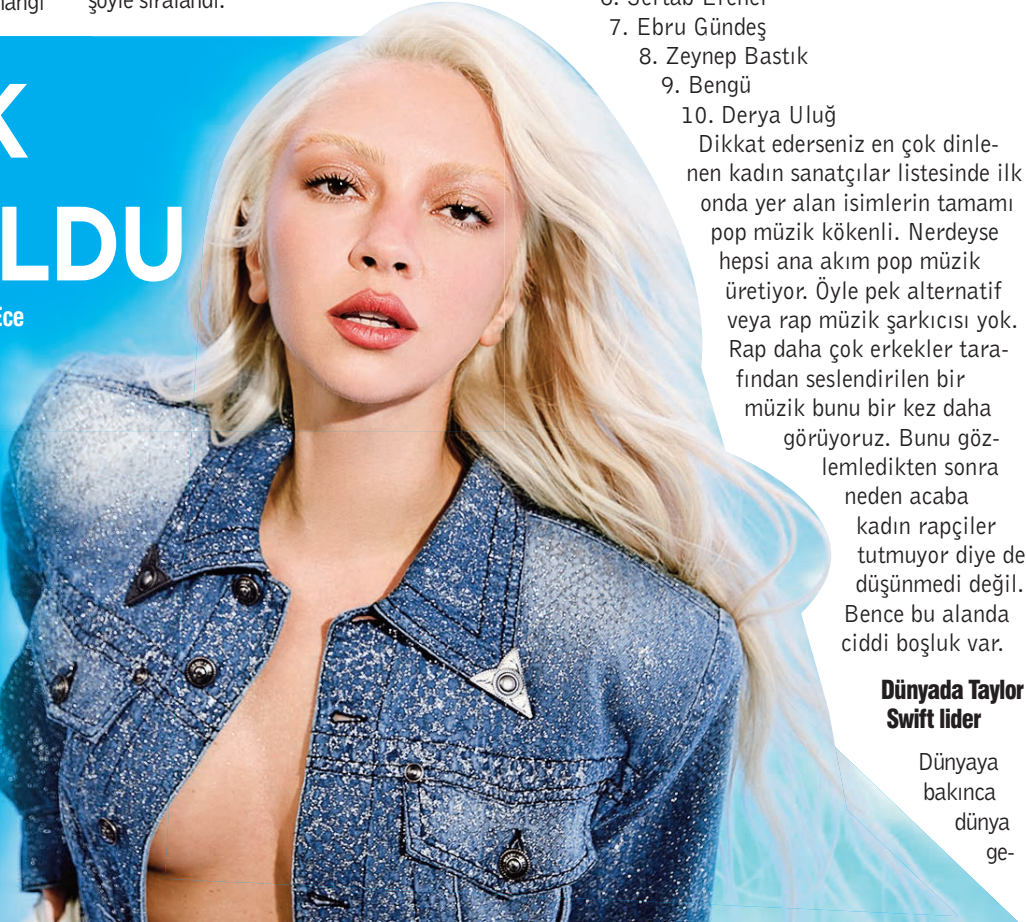 şöyle sıralandı:
K
LDU
Ece
6. Sertab Erener
7. Ebru Gündeş
8. Zeynep Bastık
9. Bengü
10. Derya Uluğ
Dikkat ederseniz en çok dinle-
nen kadın sanatçılar listesinde ilk
onda yer alan isimlerin tamamı
pop müzik kökenli. Nerdeyse
hepsi ana akım pop müzik
üretiyor. Öyle pek alternatif
veya rap müzik şarkıcısı yok.
Rap daha çok erkekler tara-
fından seslendirilen bir
müzik bunu bir kez daha
görüyoruz. Bunu göz-
lemledikten sonra
neden acaba
kadın rapçiler
tutmuyor diye de
düşünmedi değil.
Bence bu alanda
ciddi boşluk var.
Dünyada Taylor
Swift lider
Dünyaya
bakınca
dünya
ge-